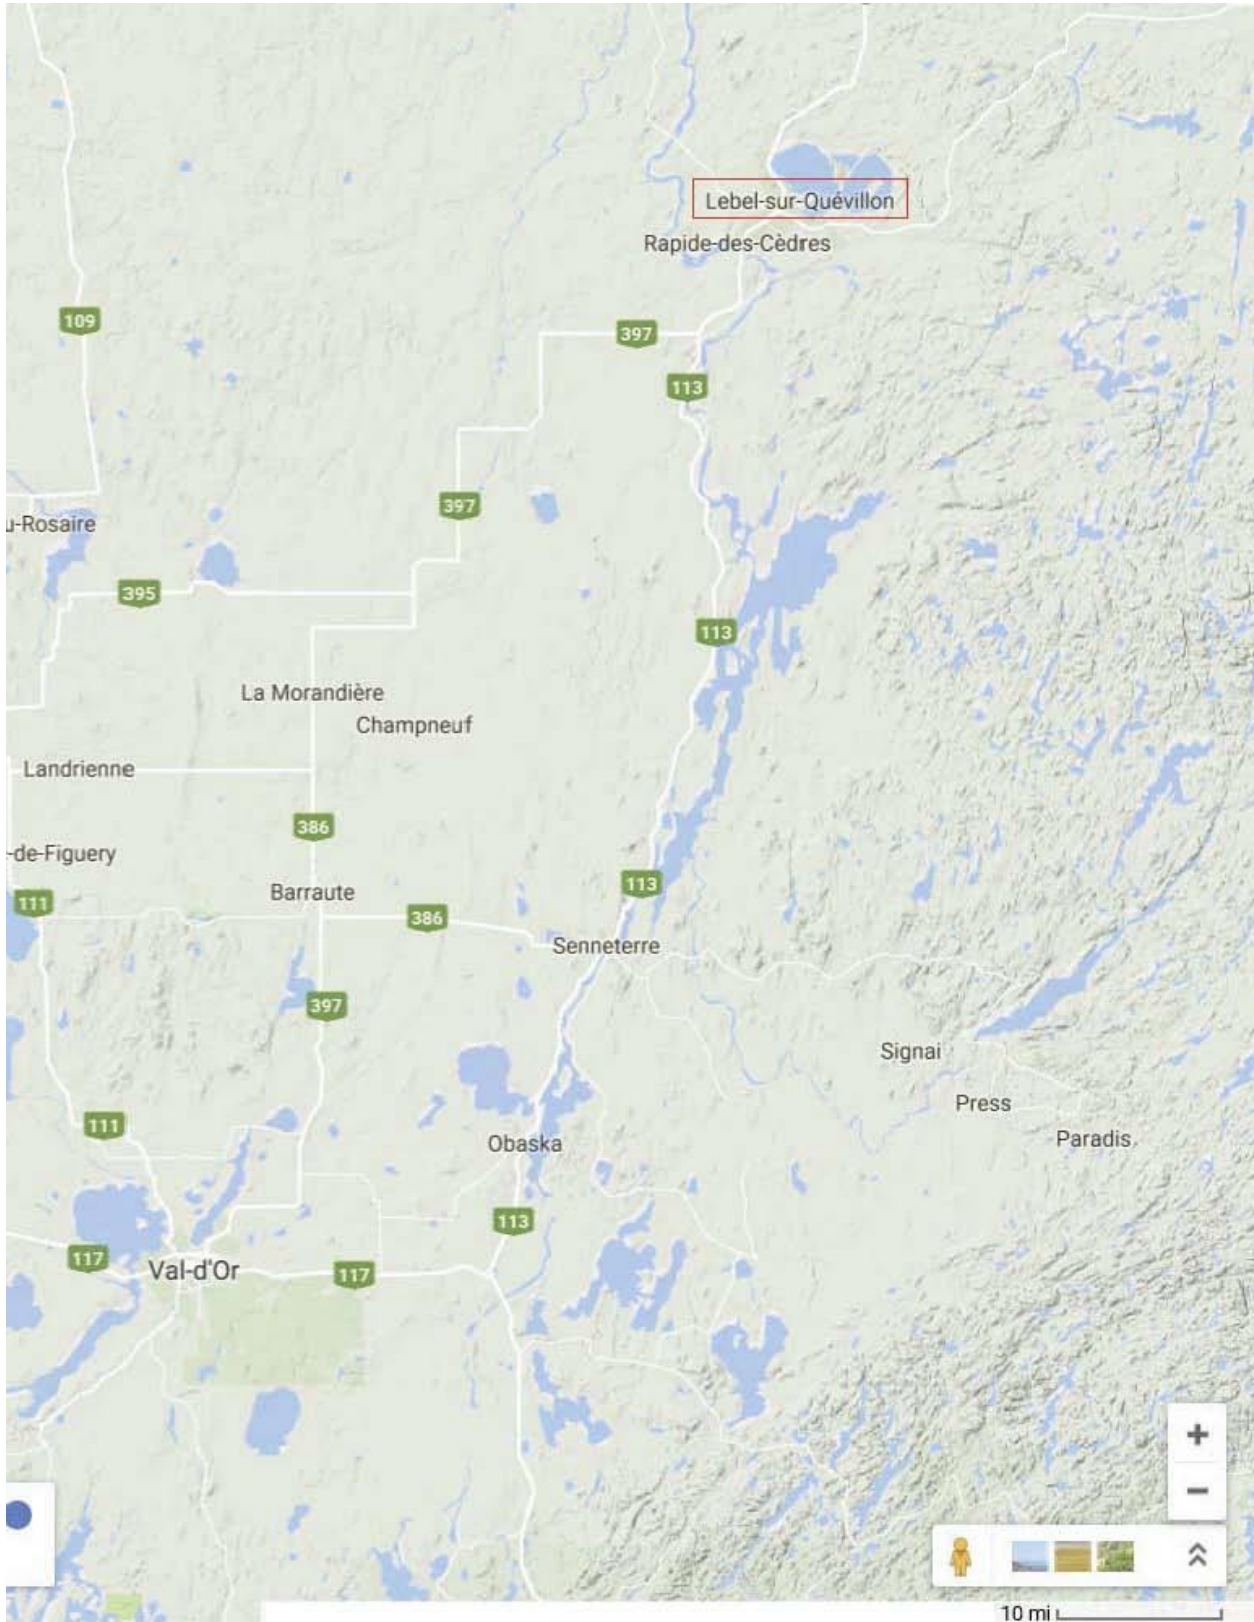 Lebel-sur-Quévillon
Rapide-des-Cèdres
109
397
113
397
u-Rosaire
395
113
La Morandière
Champneuf
Landrienne
386
-de-Figuery
113
Barraute
111
386
Senneterre
397
Signai
Press
111
Paradis
Obaska
113
117
Val-d'Or
117
+
−
10 mi